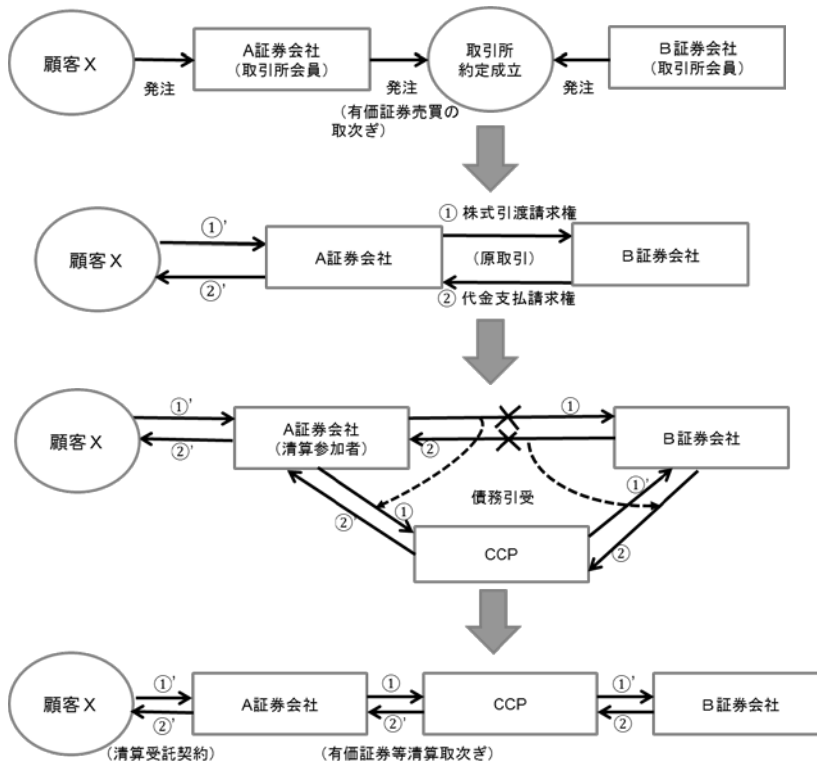 顧客X
発注
A証券会社
(取引所会員)
発注
(有価証券売買の
取次ぎ)
取引所
約定成立
発注
B証券会社
(取引所会員)
顧客X
①’
②’
A証券会社
① 株式引渡請求権
(原取引)
② 代金支払請求権
B証券会社
顧客X
①’
②’
A証券会社
(清算参加者)
①
②
B証券会社
債務引受
①
②’
①’
②
CCP
顧客X
①’
②’
(清算受託契約)
A証券会社
①
②’
(有価証券等清算取次ぎ)
CCP
①’
②
B証券会社